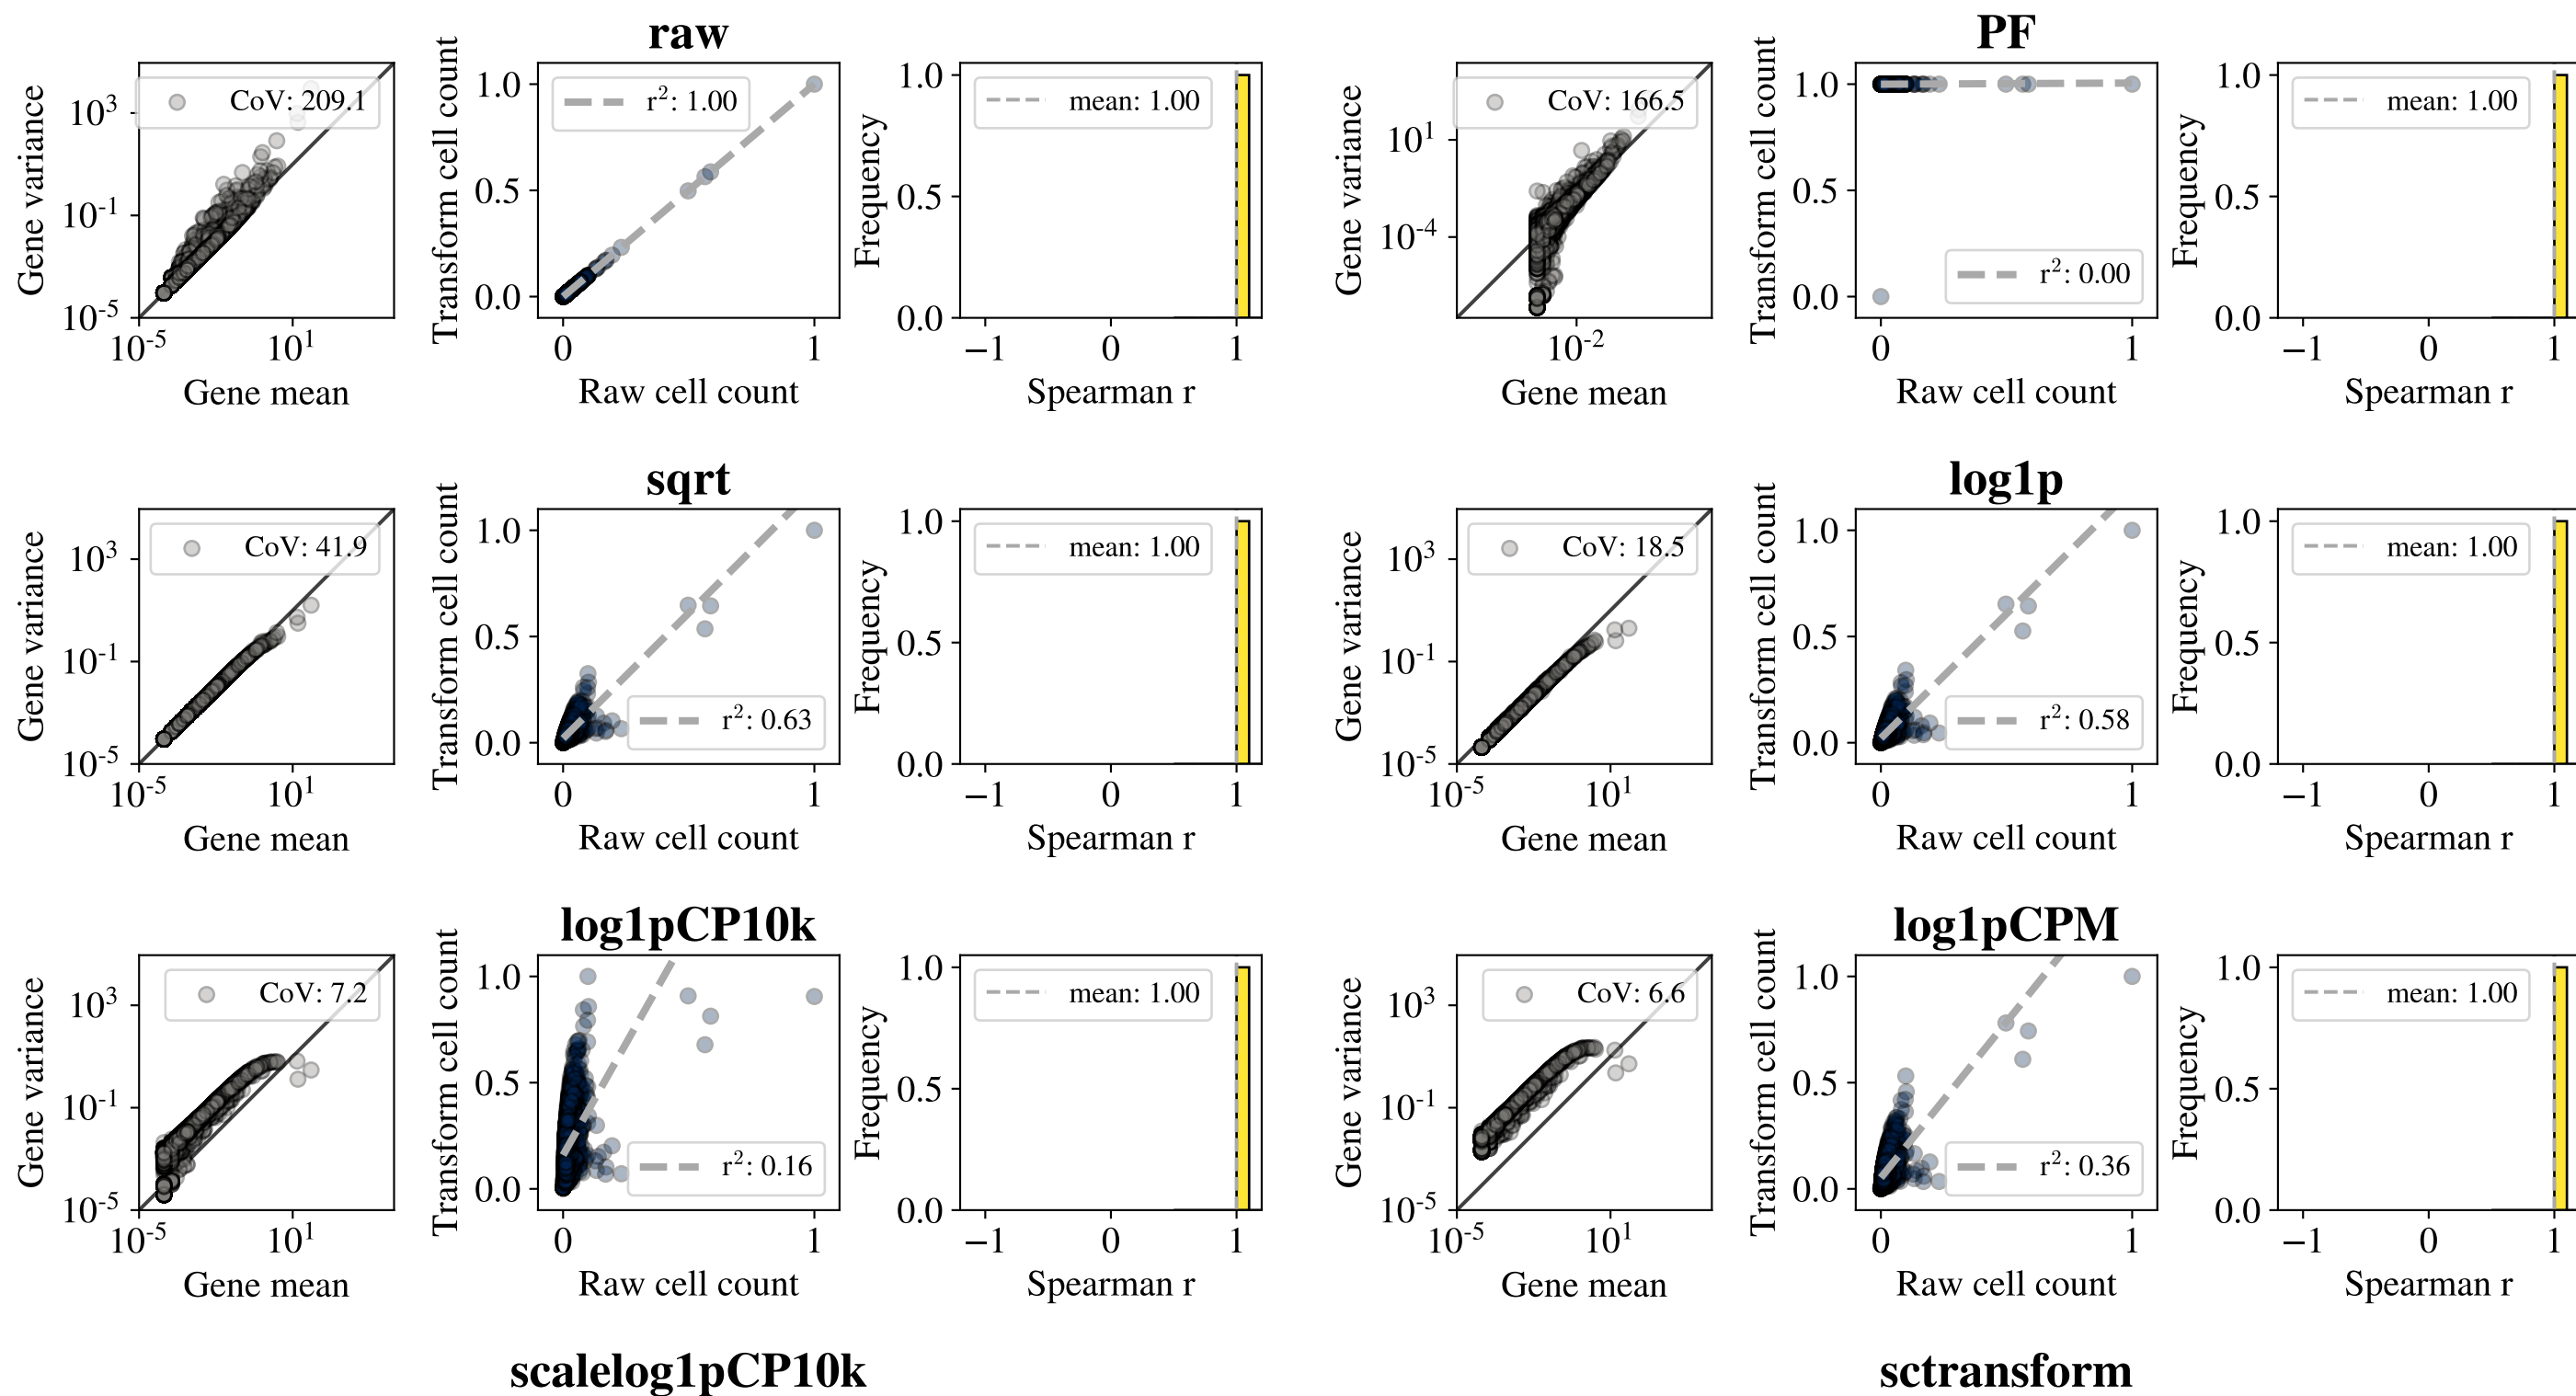 raw
Gene variance
10³
10⁻¹
10⁻⁵
CoV: 209.1
10⁻⁵
10¹
Gene mean
Transform cell count
1.0
0.5
0.0
r²: 1.00
0
1
Raw cell count
Frequency
1.0
0.5
0.0
mean: 1.00
−1
0
1
Spearman r
PF
Gene variance
10¹
10⁻⁴
CoV: 166.5
10⁻²
Gene mean
Transform cell count
1.0
0.5
0.0
r²: 0.00
0
1
Raw cell count
Frequency
1.0
0.5
0.0
mean: 1.00
−1
0
1
Spearman r
sqrt
Gene variance
10³
10⁻¹
10⁻⁵
CoV: 41.9
10⁻⁵
10¹
Gene mean
Transform cell count
1.0
0.5
0.0
r²: 0.63
0
1
Raw cell count
Frequency
1.0
0.5
0.0
mean: 1.00
−1
0
1
Spearman r
log1p
Gene variance
10³
10⁻¹
10⁻⁵
CoV: 18.5
10⁻⁵
10¹
Gene mean
Transform cell count
1.0
0.5
0.0
r²: 0.58
0
1
Raw cell count
Frequency
1.0
0.5
0.0
mean: 1.00
−1
0
1
Spearman r
log1pCP10k
Gene variance
10³
10⁻¹
10⁻⁵
CoV: 7.2
10⁻⁵
10¹
Gene mean
Transform cell count
1.0
0.5
0.0
r²: 0.16
0
1
Raw cell count
Frequency
1.0
0.5
0.0
mean: 1.00
−1
0
1
Spearman r
log1pCPM
Gene variance
10³
10⁻¹
10⁻⁵
CoV: 6.6
10⁻⁵
10¹
Gene mean
Transform cell count
1.0
0.5
0.0
r²: 0.36
0
1
Raw cell count
Frequency
1.0
0.5
0.0
mean: 1.00
−1
0
1
Spearman r
scalelog1pCP10k
sctransform